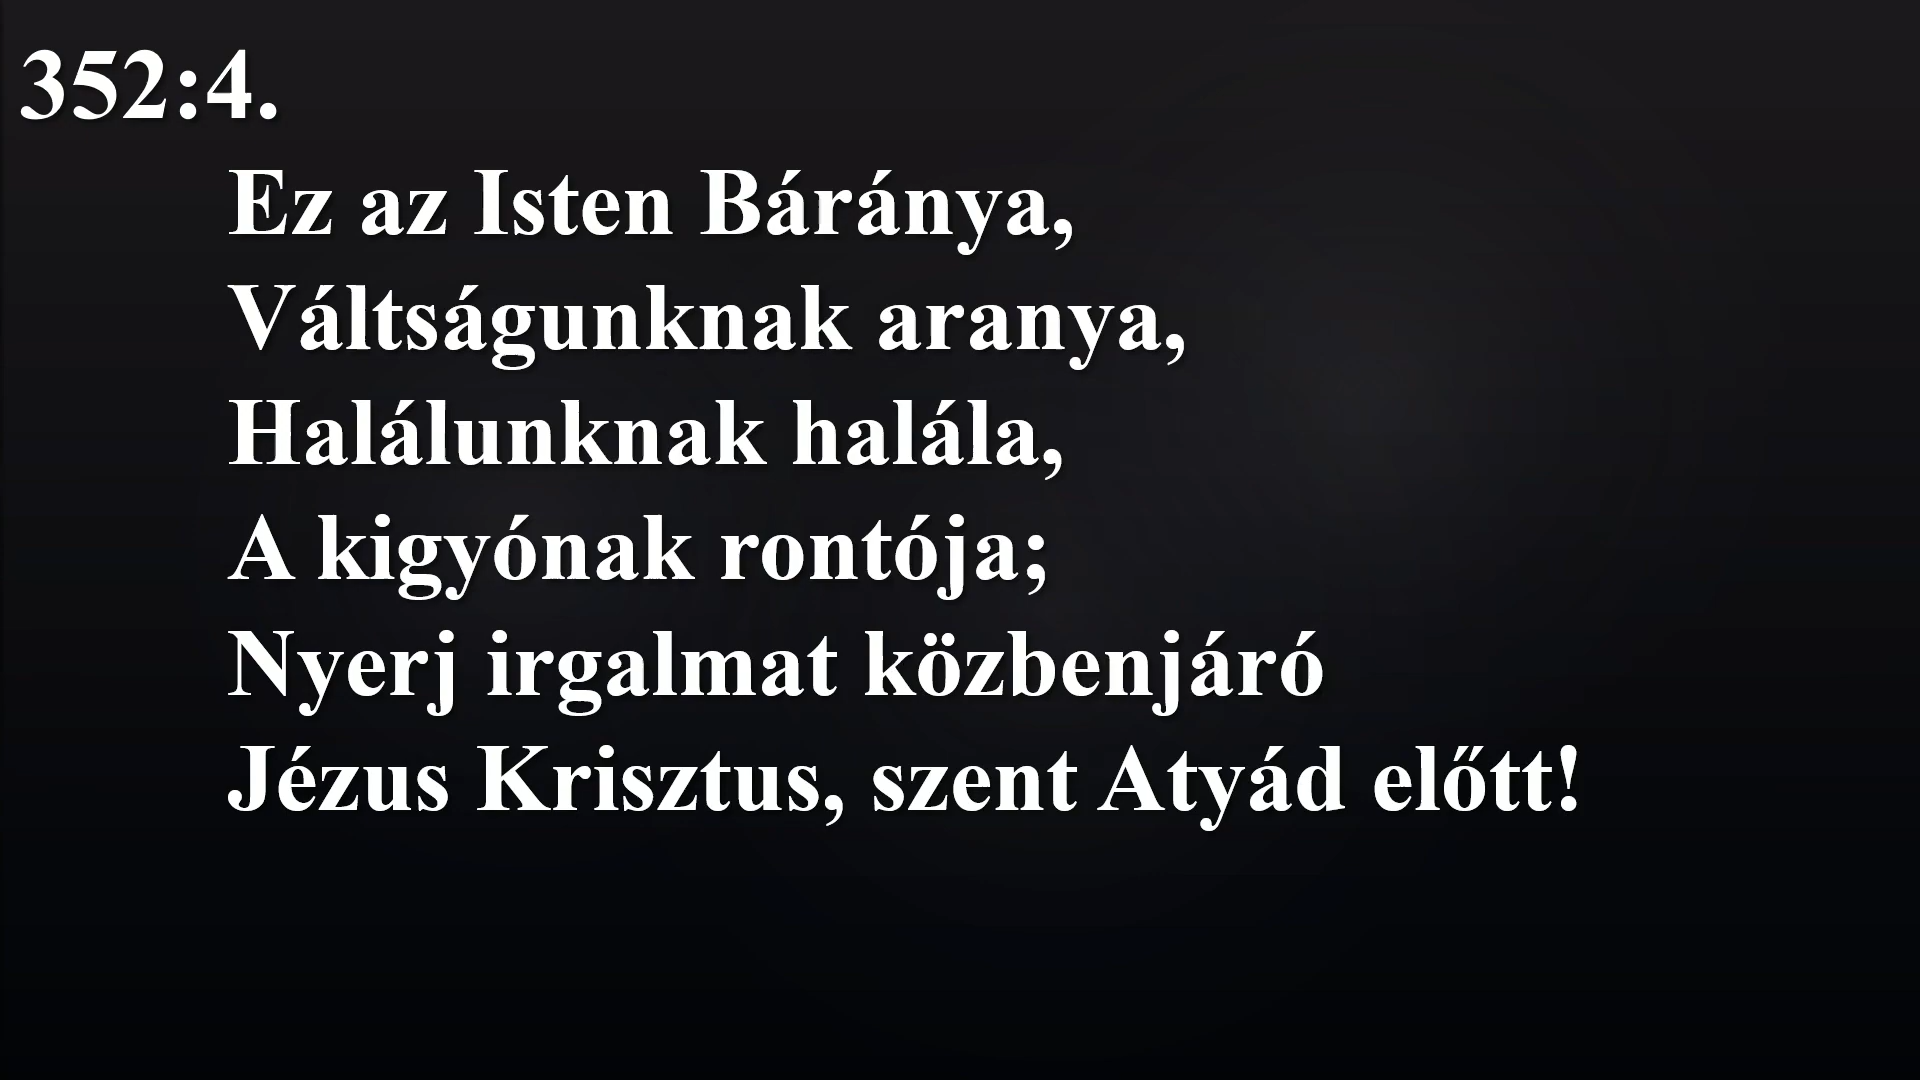 352:4.
Ez az Isten Báránya,
Váltságunknak aranya,
Halálunknak halála,
A kigyónak rontója;
Nyerj irgalmat közbenjáró
Jézus Krisztus, szent Atyád előtt!